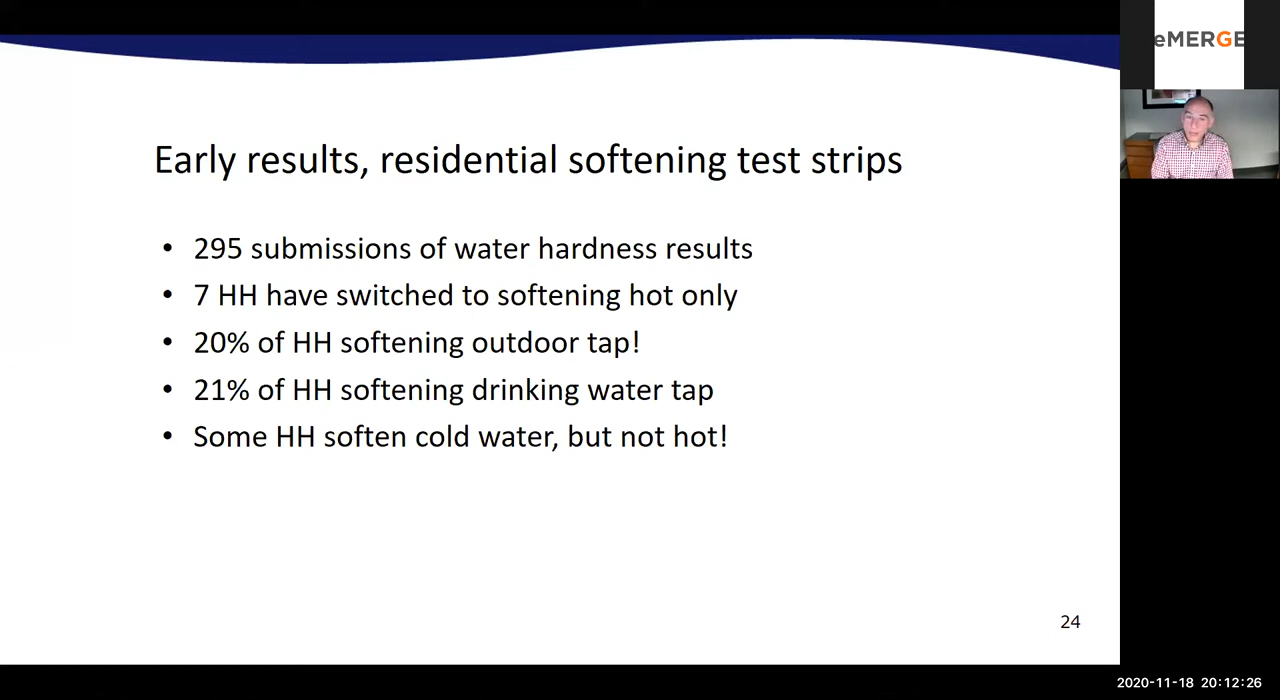 eMERGE
Early results, residential softening test strips
• 295 submissions of water hardness results
• 7 HH have switched to softening hot only
• 20% of HH softening outdoor tap!
• 21% of HH softening drinking water tap
• Some HH soften cold water, but not hot!
24
2020-11-18 20:12:26